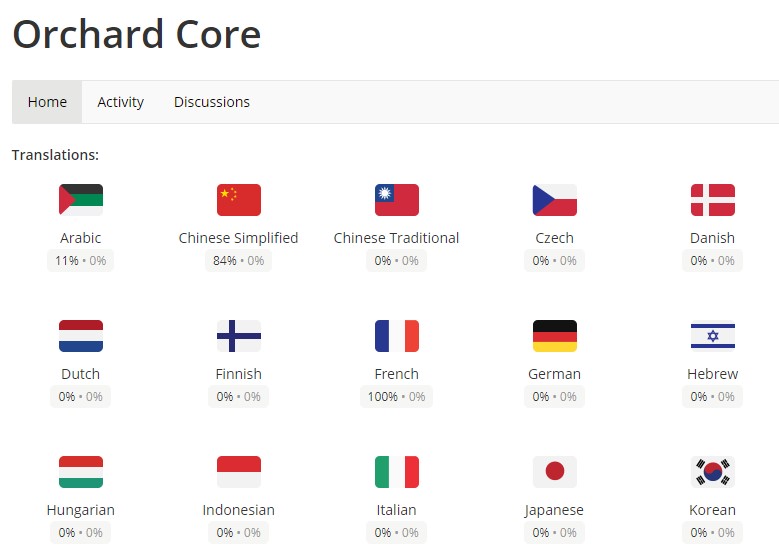 Orchard Core
Home Activity Discussions
Translations:
Arabic Chinese Simplified Chinese Traditional Czech Danish
11% • 0% 84% • 0% 0% • 0% 0% • 0% 0% • 0%
Dutch Finnish French German Hebrew
0% • 0% 0% • 0% 100% • 0% 0% • 0% 0% • 0%
Hungarian Indonesian Italian Japanese Korean
0% • 0% 0% • 0% 0% • 0% 0% • 0% 0% • 0%